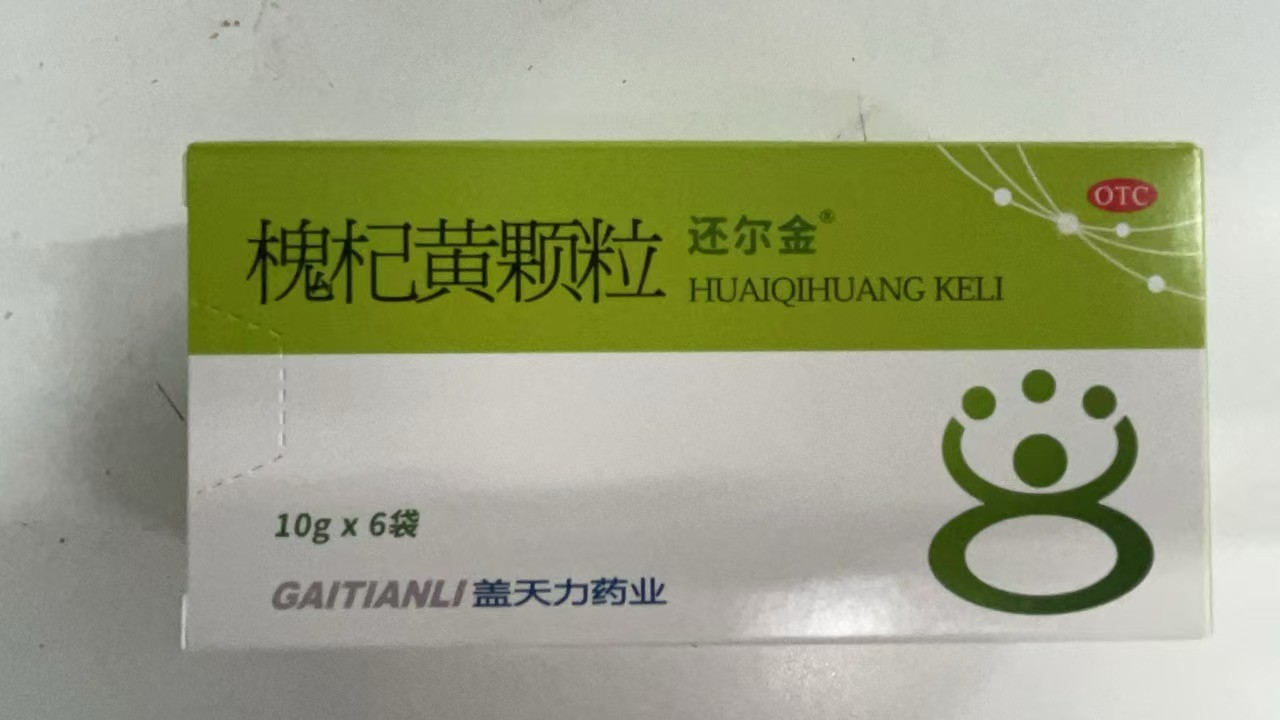 OTC
槐杞黄颗粒
还尔金®
HUAIQIHUANG KELI
10g x 6袋
GAITIANLI 盖天力药业